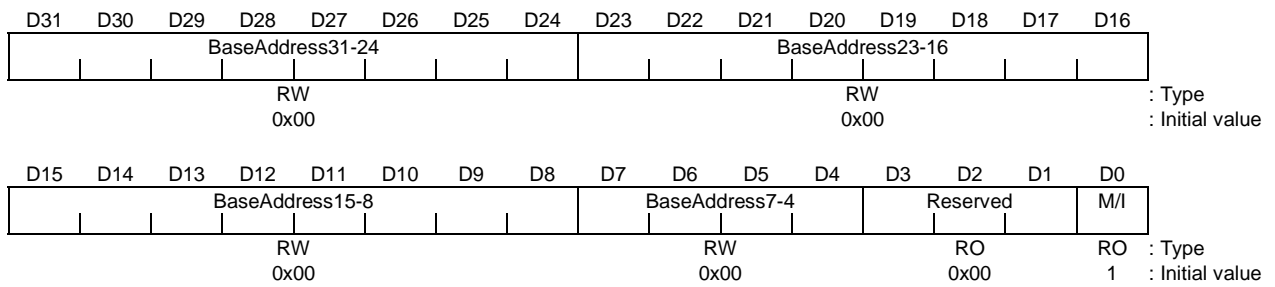 D31 D30 D29 D28 D27 D26 D25 D24 D23 D22 D21 D20 D19 D18 D17 D16
BaseAddress31-24 BaseAddress23-16
RW RW : Type
0x00 0x00 : Initial value
D15 D14 D13 D12 D11 D10 D9 D8 D7 D6 D5 D4 D3 D2 D1 D0
BaseAddress15-8 BaseAddress7-4 Reserved M/I
RW RW RO RO : Type
0x00 0x00 0x00 1 : Initial value